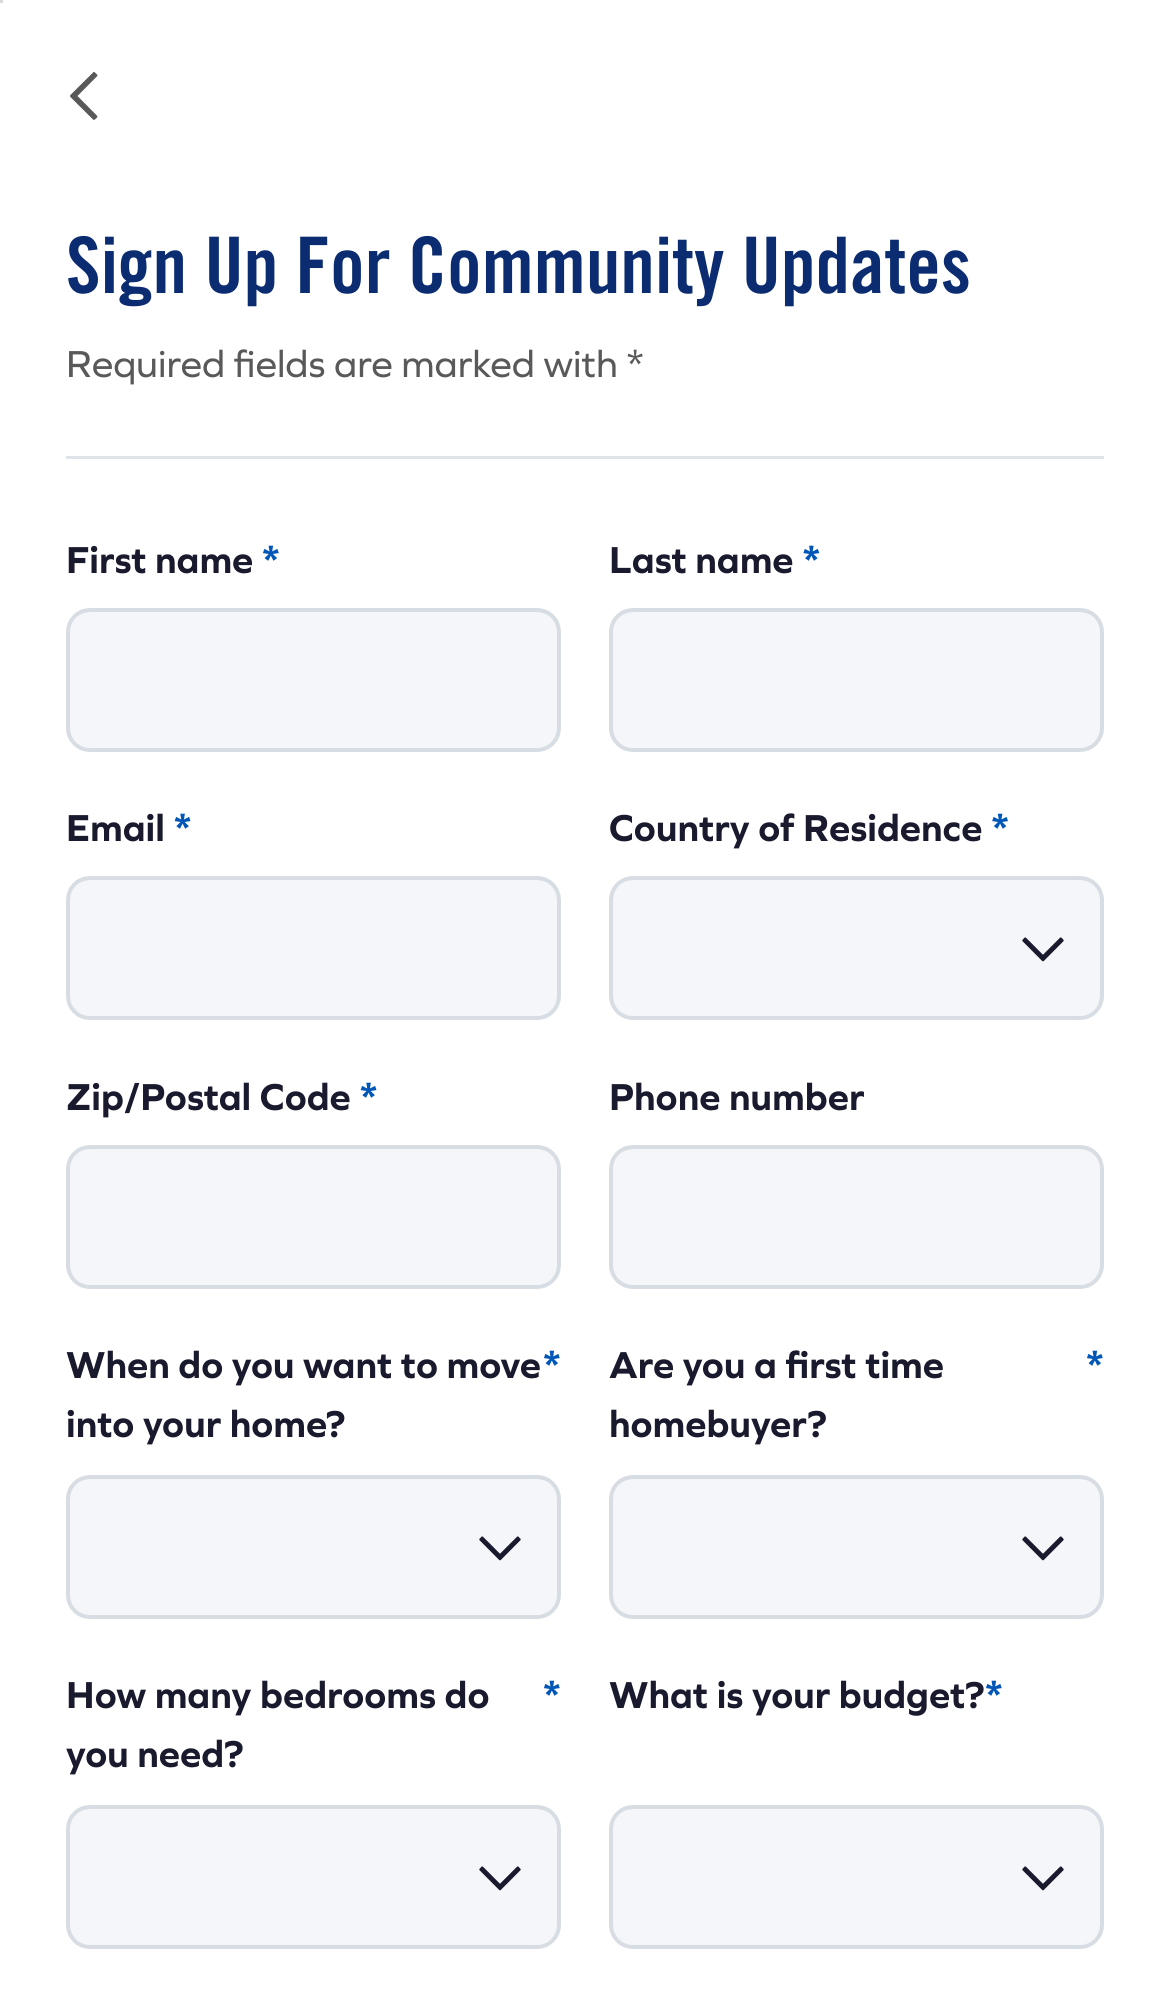 Sign Up For Community Updates
Required fields are marked with *
First name *
Last name *
Email *
Country of Residence *
Zip/Postal Code *
Phone number
When do you want to move*
into your home?
Are you a first time *
homebuyer?
How many bedrooms do *
you need?
What is your budget?*